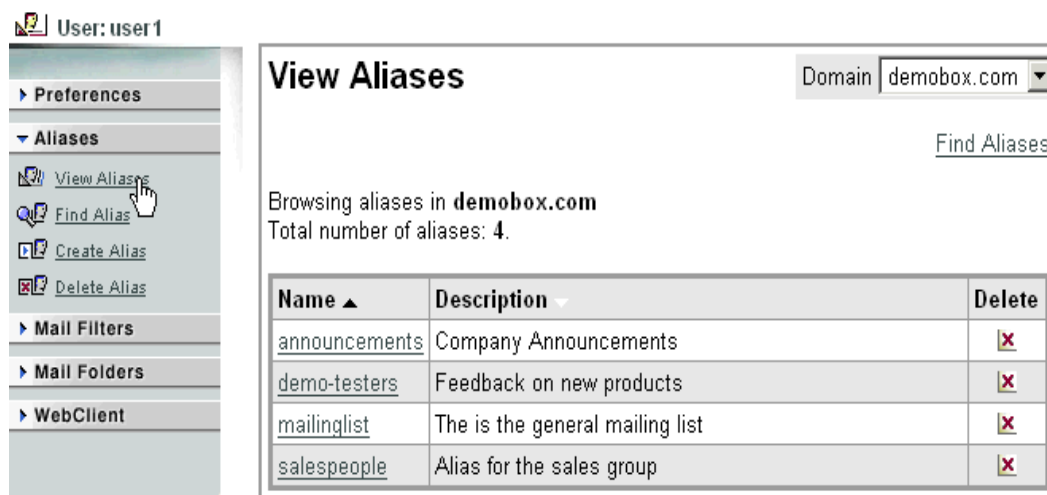 User: user1
Preferences
Aliases
View Aliases
Find Alias
Create Alias
Delete Alias
Mail Filters
Mail Folders
WebClient
View Aliases
Domain demobox.com
Find Aliases
Browsing aliases in demobox.com
Total number of aliases: 4.
Name Description Delete
announcements Company Announcements
demo-testers Feedback on new products
mailinglist The is the general mailing list
salespeople Alias for the sales group